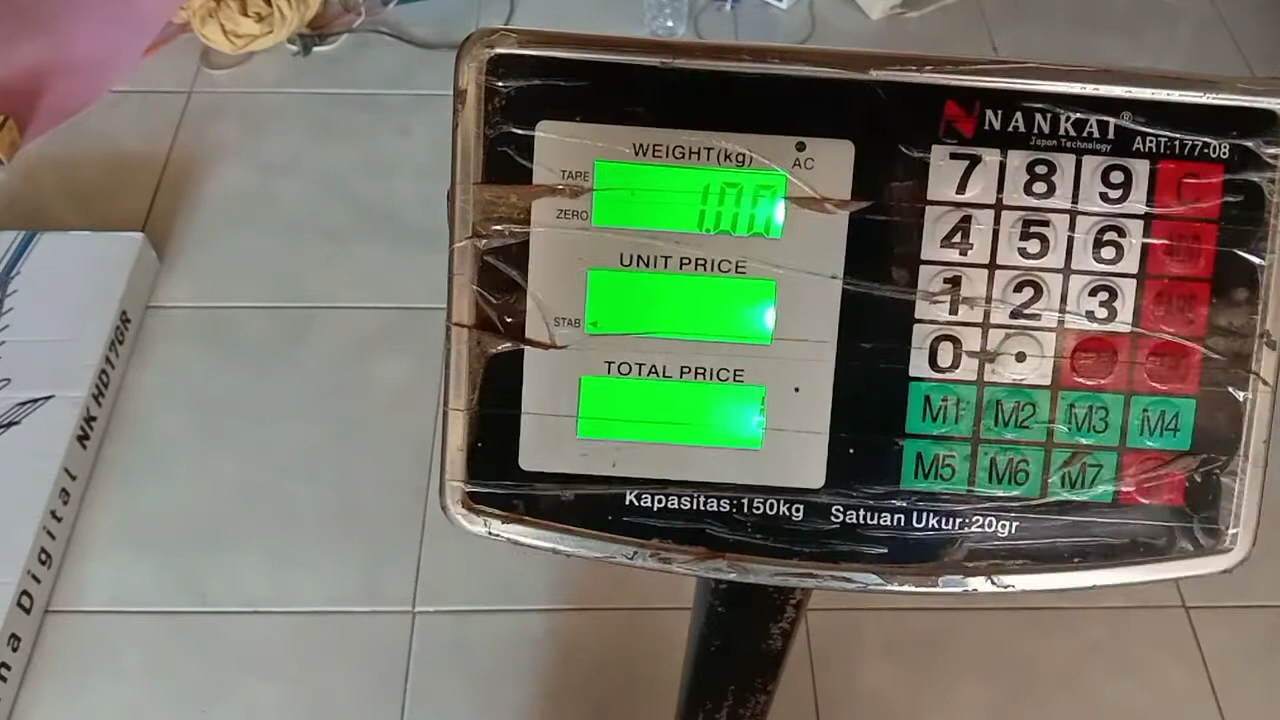 WEIGHT(kg)
AC
TARE
ZERO
1.00
UNIT PRICE
STAB
TOTAL PRICE
Kapasitas:150kg Satuan Ukur:20gr
NANKAI®
Japan Technology
ART:177-08
7 8 9 C
4 5 6
1 2 3
0 •
M1 M2 M3 M4
M5 M6 M7
Digital NK HD17GR